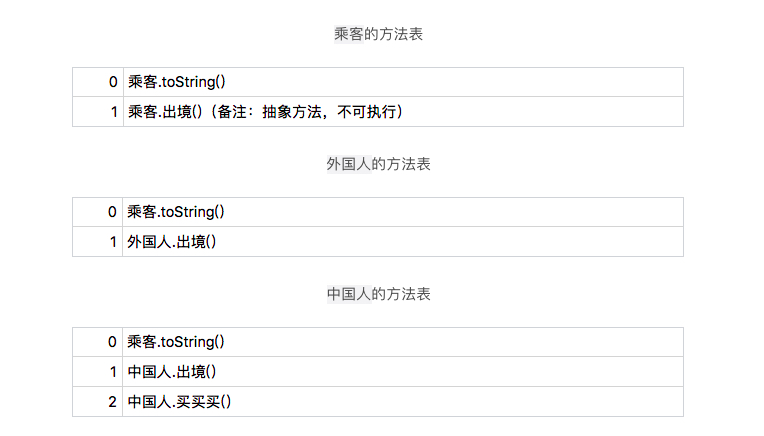 乘客的方法表
0 乘客.toString()
1 乘客.出境()（备注：抽象方法，不可执行）
外国人的方法表
0 乘客.toString()
1 外国人.出境()
中国人的方法表
0 乘客.toString()
1 中国人.出境()
2 中国人.买买买()